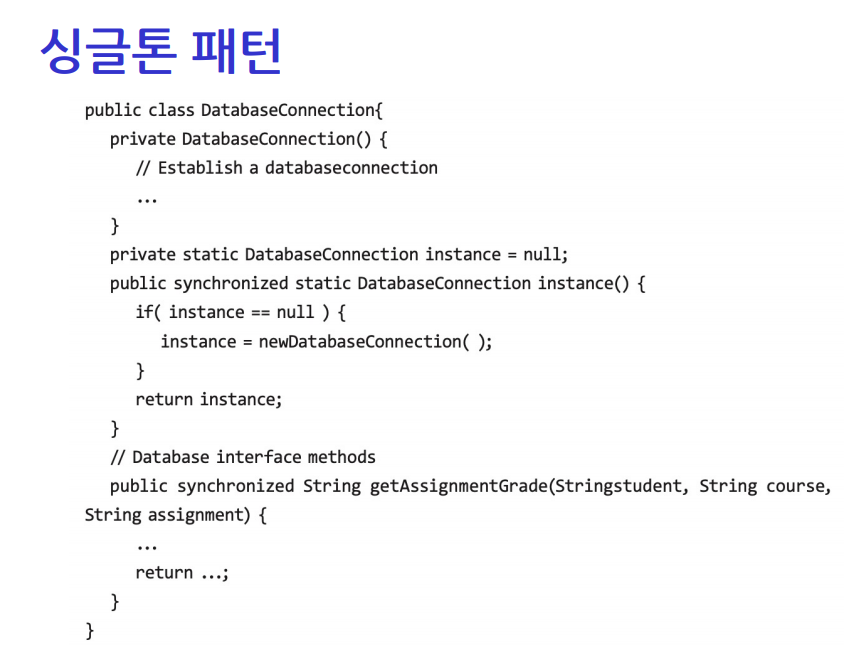 싱글톤 패턴
public class DatabaseConnection{
private DatabaseConnection() {
// Establish a databaseconnection
...
}
private static DatabaseConnection instance = null;
public synchronized static DatabaseConnection instance() {
if( instance == null ) {
instance = newDatabaseConnection( );
}
return instance;
}
// Database interface methods
public synchronized String getAssignmentGrade(Stringstudent, String course,
String assignment) {
...
return ...;
}
}